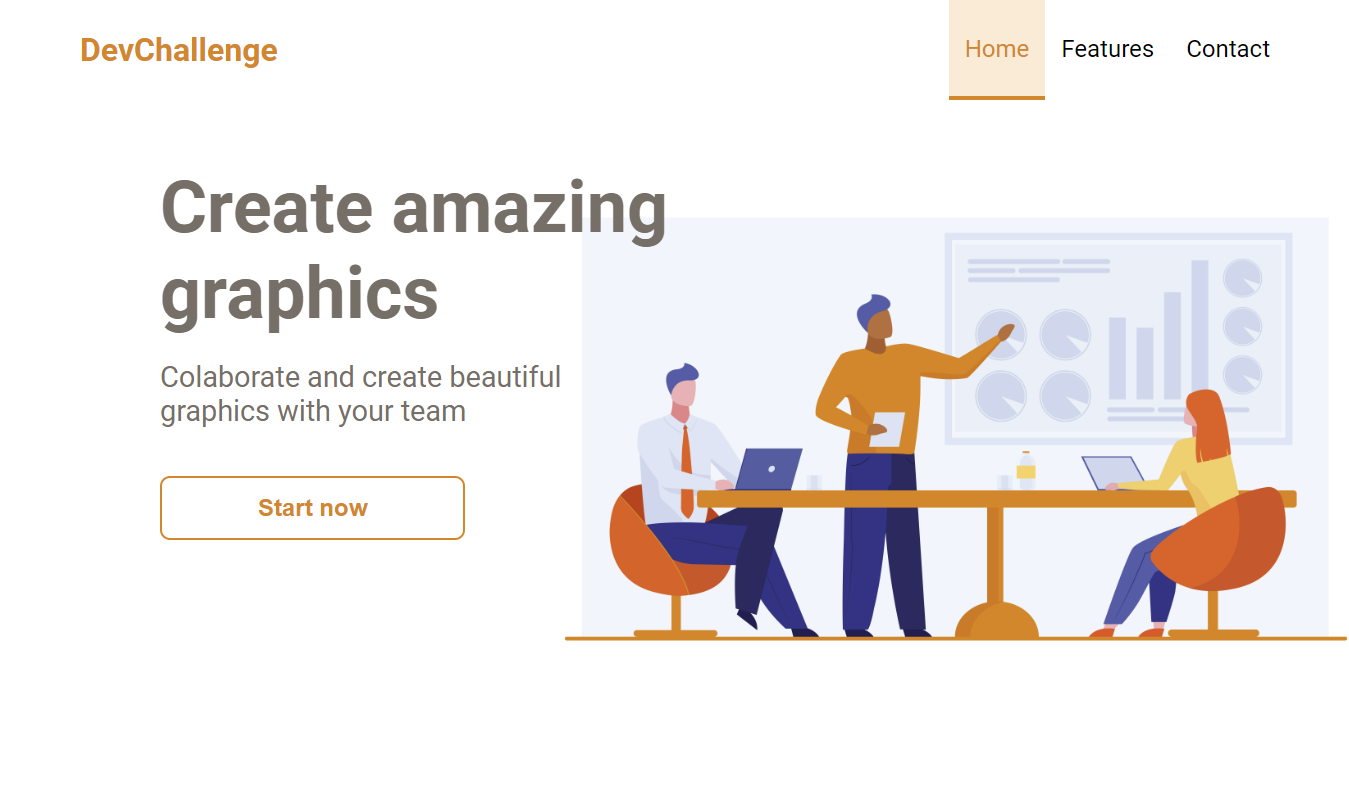 DevChallenge
Home Features Contact
Create amazing
graphics
Colaborate and create beautiful
graphics with your team
Start now